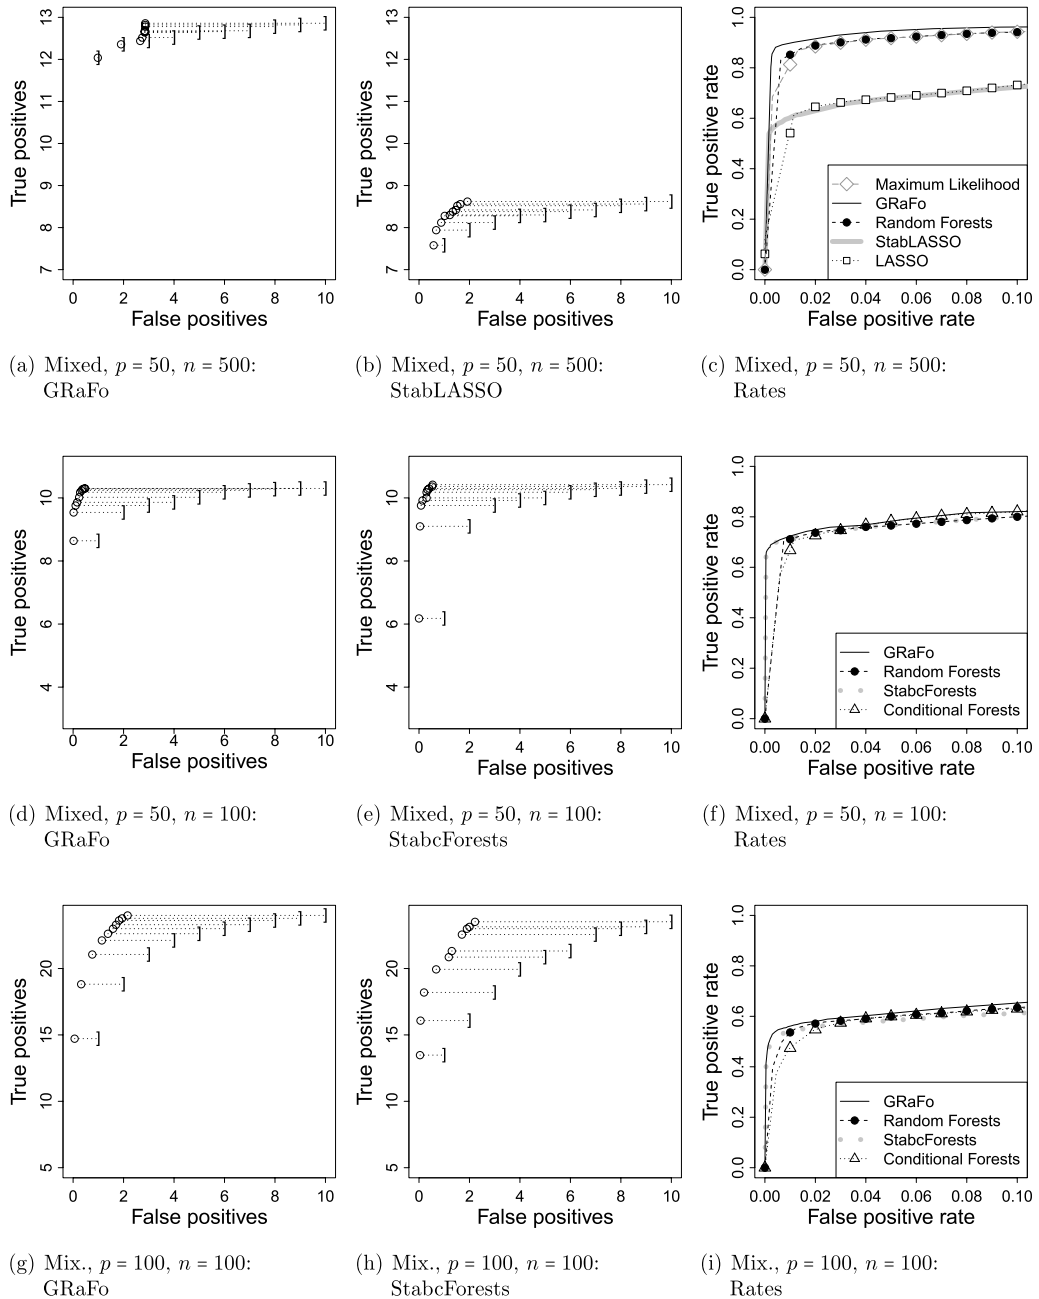 13
12
11
10
9
8
7
True positives
0 2 4 6 8 10
False positives
(a) Mixed, p = 50, n = 500:
GRaFo
13
12
11
10
9
8
7
True positives
0 2 4 6 8 10
False positives
(b) Mixed, p = 50, n = 500:
StabLASSO
1.0
0.8
0.6
0.4
0.2
0.0
True positive rate
Maximum Likelihood
GRaFo
Random Forests
StabLASSO
LASSO
0.00 0.02 0.04 0.06 0.08 0.10
False positive rate
(c) Mixed, p = 50, n = 500:
Rates
10
8
6
4
True positives
0 2 4 6 8 10
False positives
(d) Mixed, p = 50, n = 100:
GRaFo
10
8
6
4
True positives
0 2 4 6 8 10
False positives
(e) Mixed, p = 50, n = 100:
StabcForests
1.0
0.8
0.6
0.4
0.2
0.0
True positive rate
GRaFo
Random Forests
StabcForests
Conditional Forests
0.00 0.02 0.04 0.06 0.08 0.10
False positive rate
(f) Mixed, p = 50, n = 100:
Rates
20
15
10
5
True positives
0 2 4 6 8 10
False positives
(g) Mix., p = 100, n = 100:
GRaFo
20
15
10
5
True positives
0 2 4 6 8 10
False positives
(h) Mix., p = 100, n = 100:
StabcForests
1.0
0.8
0.6
0.4
0.2
0.0
True positive rate
GRaFo
Random Forests
StabcForests
Conditional Forests
0.00 0.02 0.04 0.06 0.08 0.10
False positive rate
(i) Mix., p = 100, n = 100:
Rates